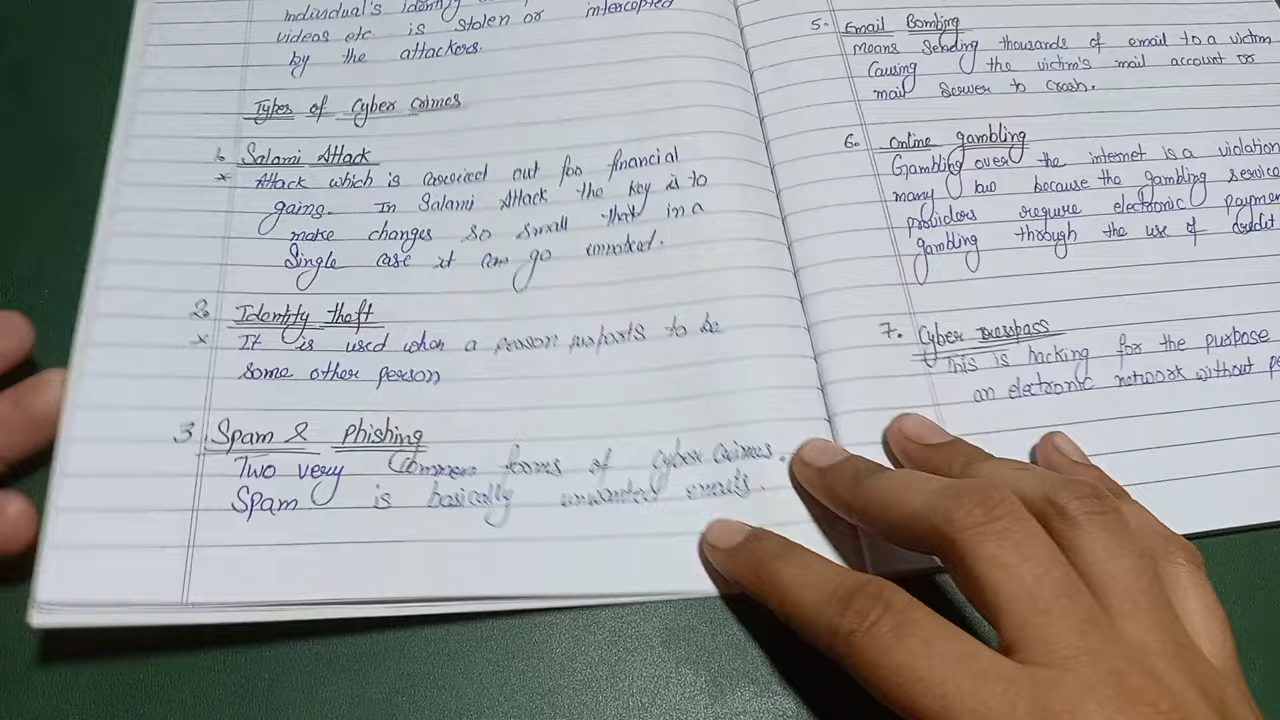 individual's identity
videos etc is stolen or intercepted
by the attackers.
Types of Cyber crimes
1. Salami Attack
* Attack which is carried out for financial
gains. In Salami Attack the key is to
make changes so small that in a
Single case it can go unnoticed.
2. Identity theft
* It is used when a person purports to be
some other person
3 Spam & Phishing
Two very Common forms of cyber crimes.
Spam is basically unwanted emails.
5. Email Bombing
Means Sending thousands of email to a victim
Causing the victim's mail account or
mail Server to Crash.
6. Online gambling
Gambling over the internet is a violation
many law because the gambling service
providers require electronic paymen
gambling through the use of credit
7. Cyber trespass
This is hacking for the purpose
an electronic network without pe